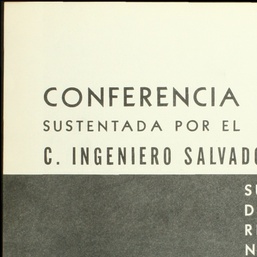 CONFERENCIA
SUSTENTADA POR EL
C. INGENIERO SALVADO
S
D
R
N